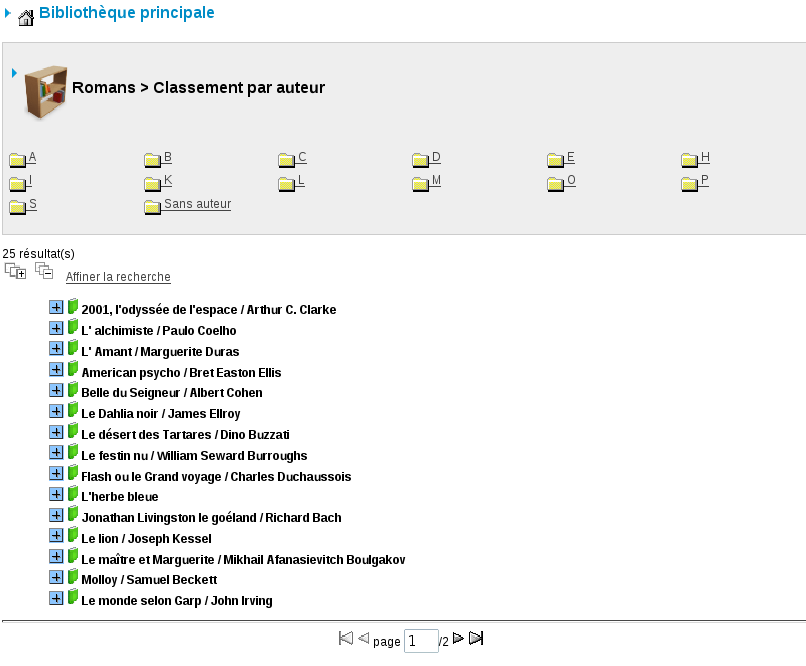 Bibliothèque principale
Romans > Classement par auteur
A B C D E H
I K L M O P
S Sans auteur
25 résultat(s)
Affiner la recherche
2001, l'odyssée de l'espace / Arthur C. Clarke
L' alchimiste / Paulo Coelho
L' Amant / Marguerite Duras
American psycho / Bret Easton Ellis
Belle du Seigneur / Albert Cohen
Le Dahlia noir / James Ellroy
Le désert des Tartares / Dino Buzzati
Le festin nu / William Seward Burroughs
Flash ou le Grand voyage / Charles Duchaussois
L'herbe bleue
Jonathan Livingston le goéland / Richard Bach
Le lion / Joseph Kessel
Le maître et Marguerite / Mikhail Afanasievitch Boulgakov
Molloy / Samuel Beckett
Le monde selon Garp / John Irving
page 1 /2